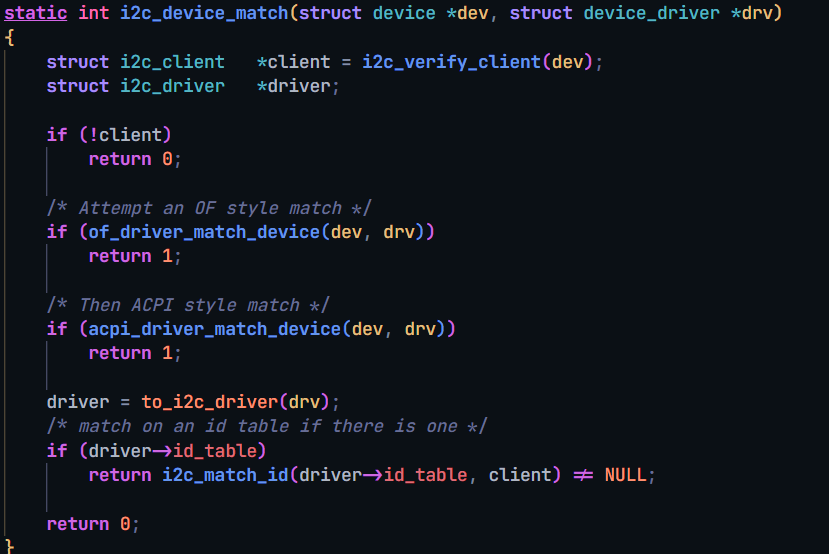 static int i2c_device_match(struct device *dev, struct device_driver *drv)
{
    struct i2c_client   *client = i2c_verify_client(dev);
    struct i2c_driver   *driver;

    if (!client)
        return 0;

    /* Attempt an OF style match */
    if (of_driver_match_device(dev, drv))
        return 1;

    /* Then ACPI style match */
    if (acpi_driver_match_device(dev, drv))
        return 1;

    driver = to_i2c_driver(drv);
    /* match on an id table if there is one */
    if (driver->id_table)
        return i2c_match_id(driver->id_table, client) != NULL;

    return 0;
}